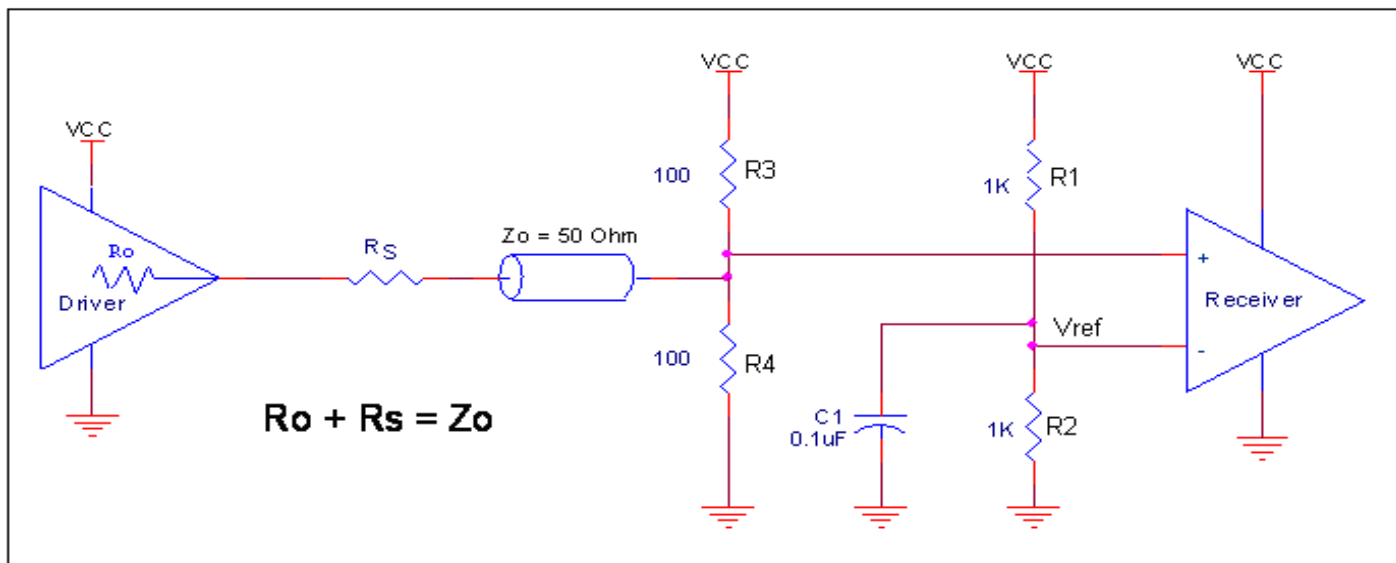 VCC
VCC
VCC
VCC
100
R3
1K
R1
Ro
Driver
RS
Zo = 50 Ohm
+
Receiver
Vref
-
100
R4
C1
0.1uF
1K
R2
Ro + Rs = Zo